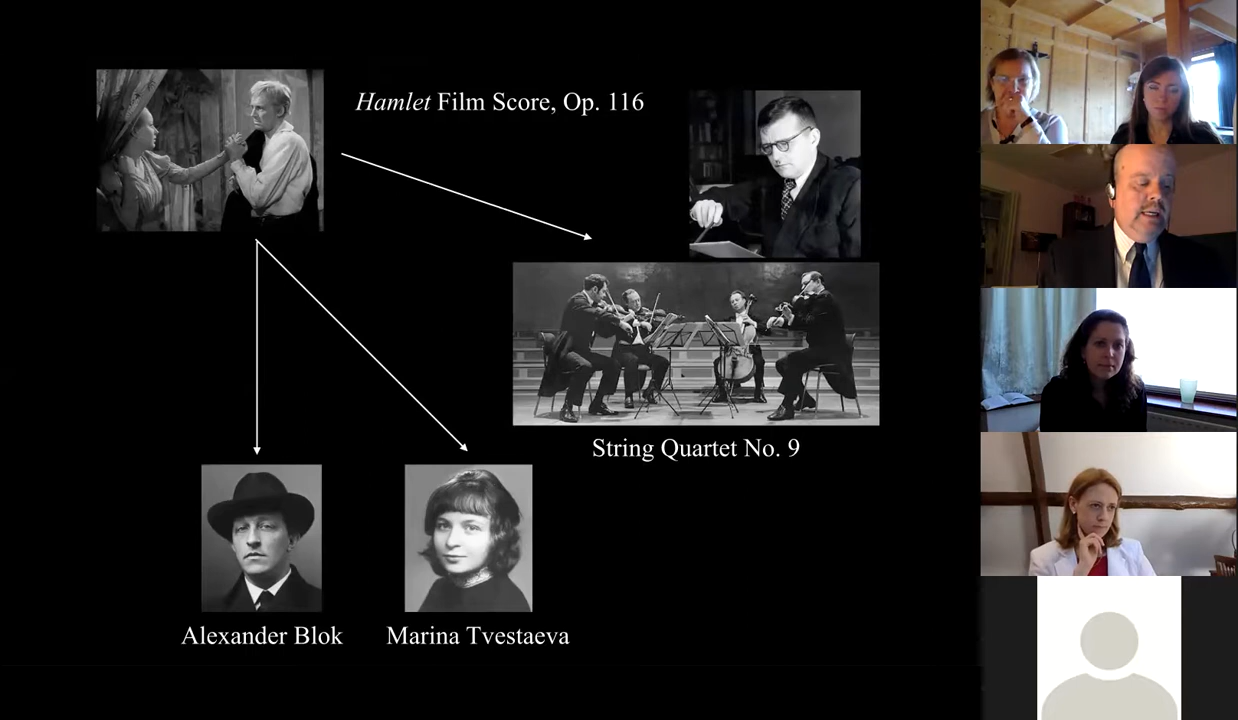 Hamlet Film Score, Op. 116
String Quartet No. 9
Alexander Blok
Marina Tvestaeva